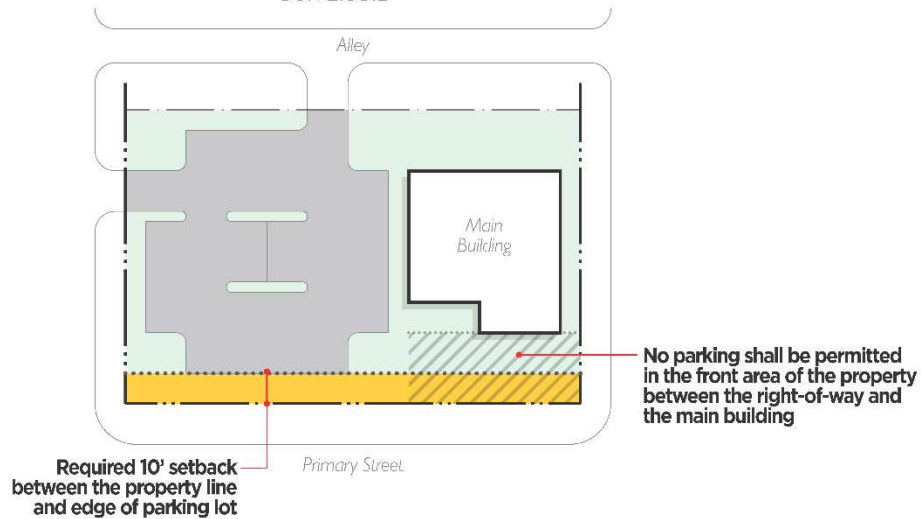 Alley
Main
Building
No parking shall be permitted
in the front area of the property
between the right-of-way and
the main building
Required 10' setback
between the property line
and edge of parking lot
Primary Street